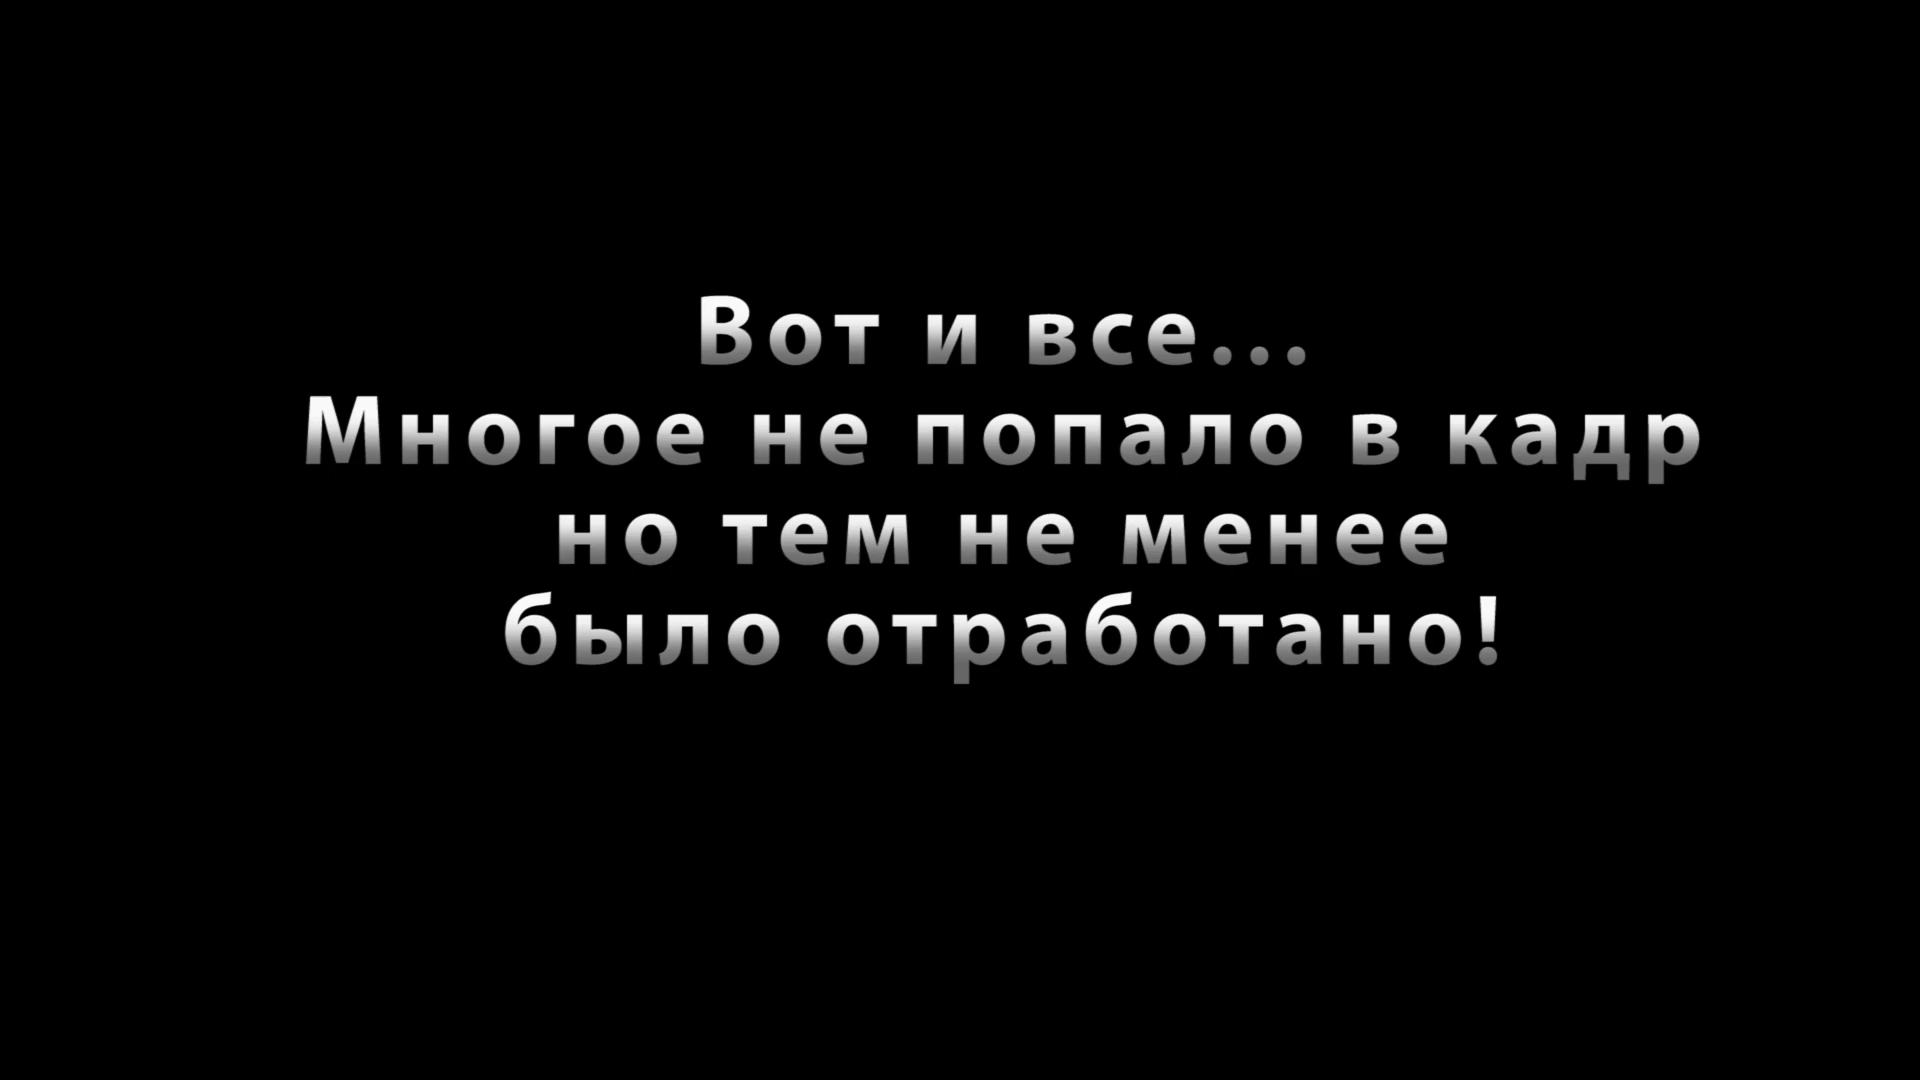 Вот и все...
Многое не попало в кадр
но тем не менее
было отработано!